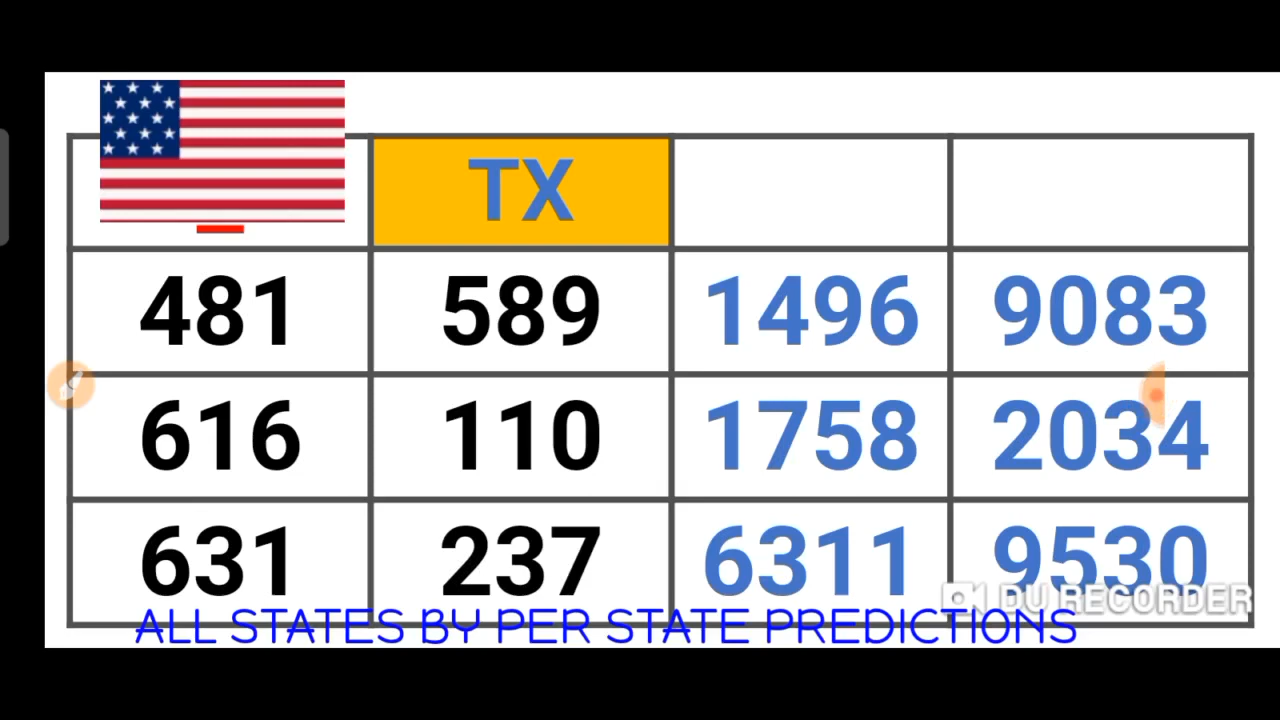 TX
481 589 1496 9083
616 110 1758 2034
631 237 6311 9530
DU RECORDER
ALL STATES BY PER STATE PREDICTIONS